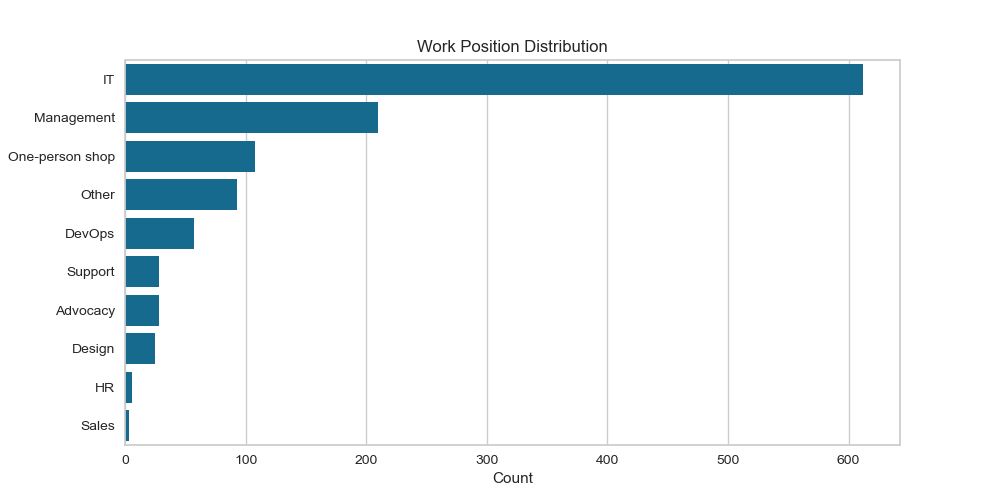 Work Position Distribution
IT
Management
One-person shop
Other
DevOps
Support
Advocacy
Design
HR
Sales
0 100 200 300 400 500 600
Count